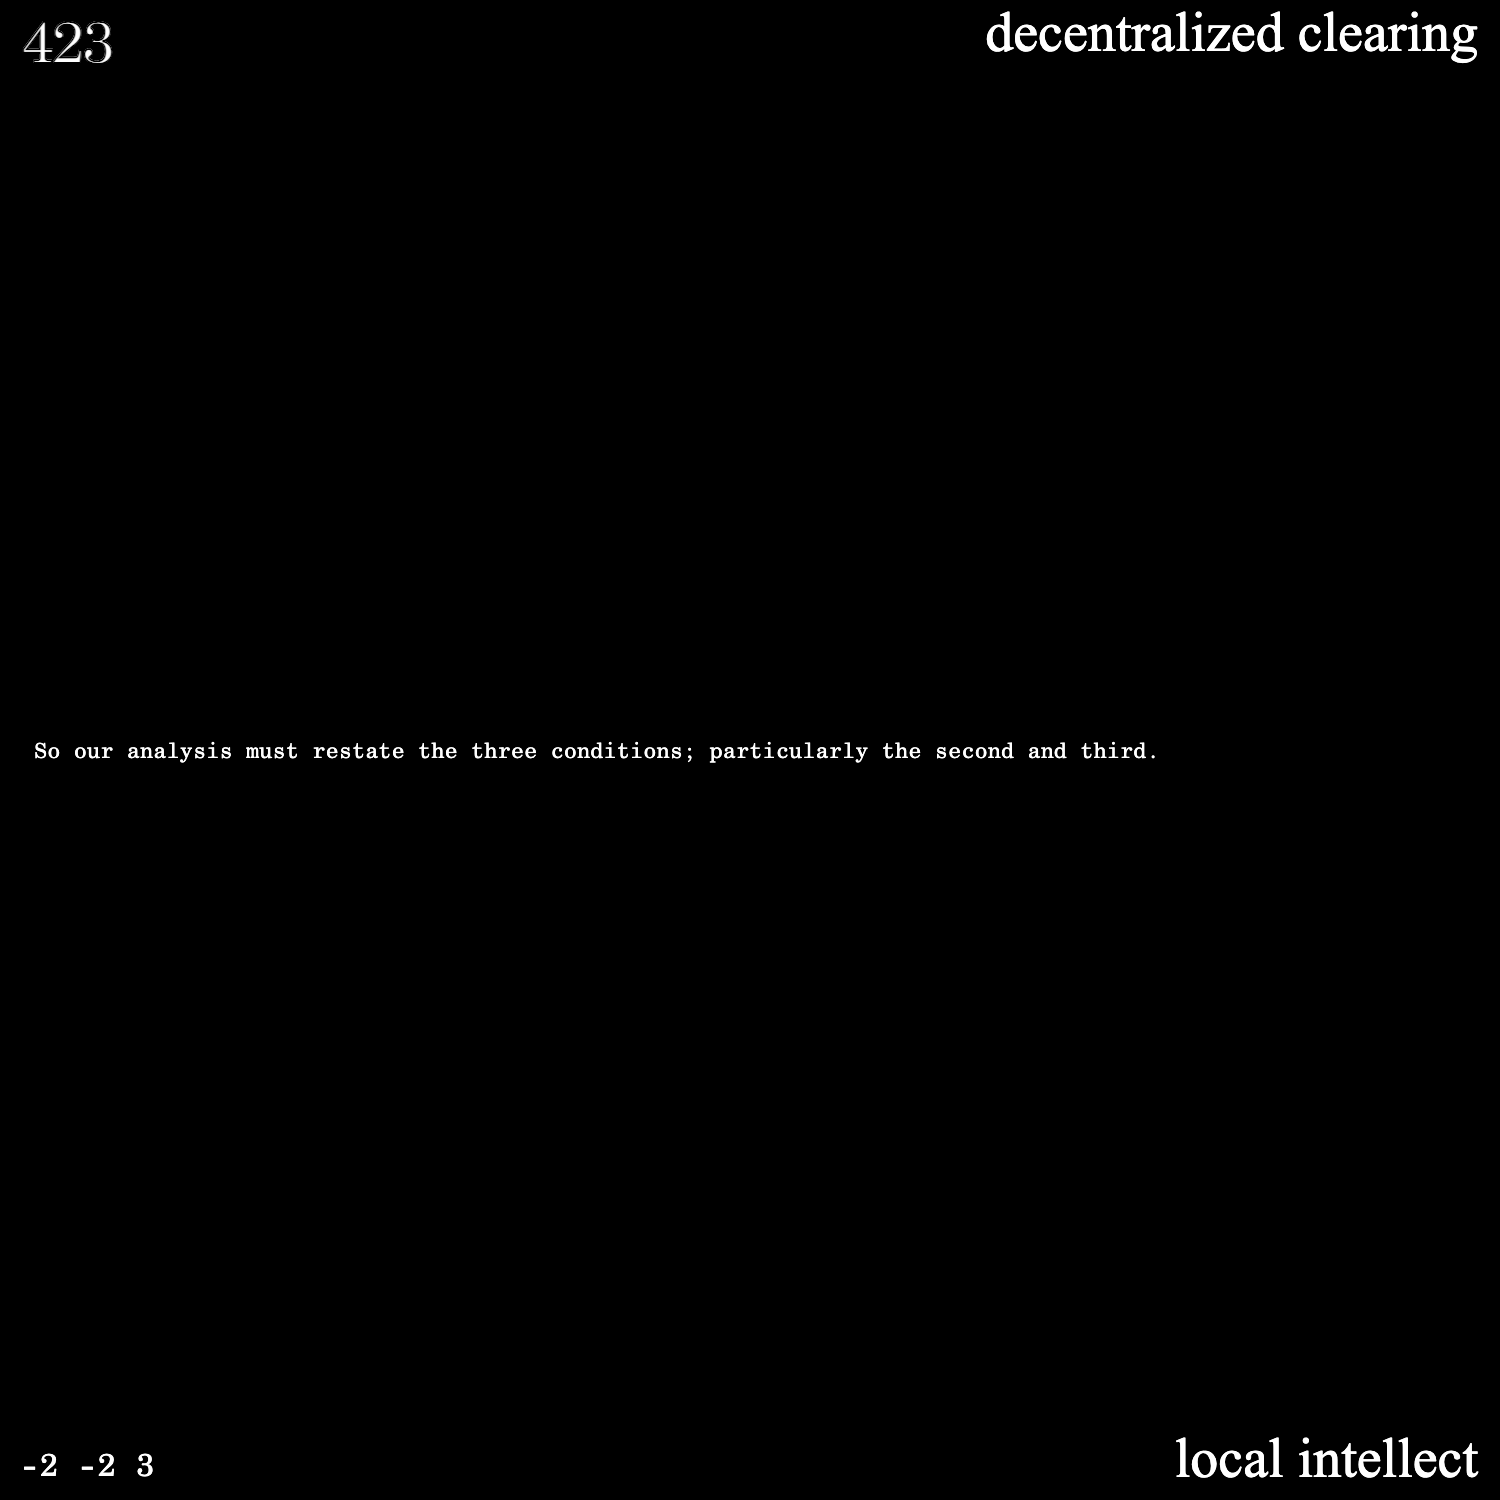 423
decentralized clearing
So our analysis must restate the three conditions; particularly the second and third.
-2 -2 3
local intellect